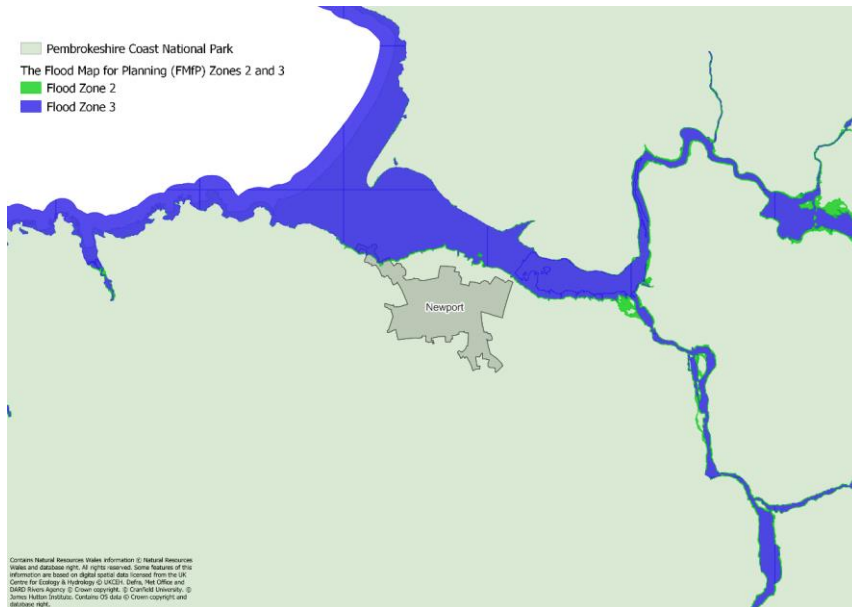 Pembrokeshire Coast National Park
The Flood Map for Planning (FMfP) Zones 2 and 3
Flood Zone 2
Flood Zone 3
Newport
Contains Natural Resources Wales information © Natural Resources
Wales and database right. All rights reserved. Some features of this
information are based on digital spatial data licensed from the UK
Centre for Ecology & Hydrology © UKCEH. Defra, Met Office and
DARD Rivers Agency © Crown copyright. © Cranfield University. ©
James Hutton Institute. Contains OS data © Crown copyright and
database right.